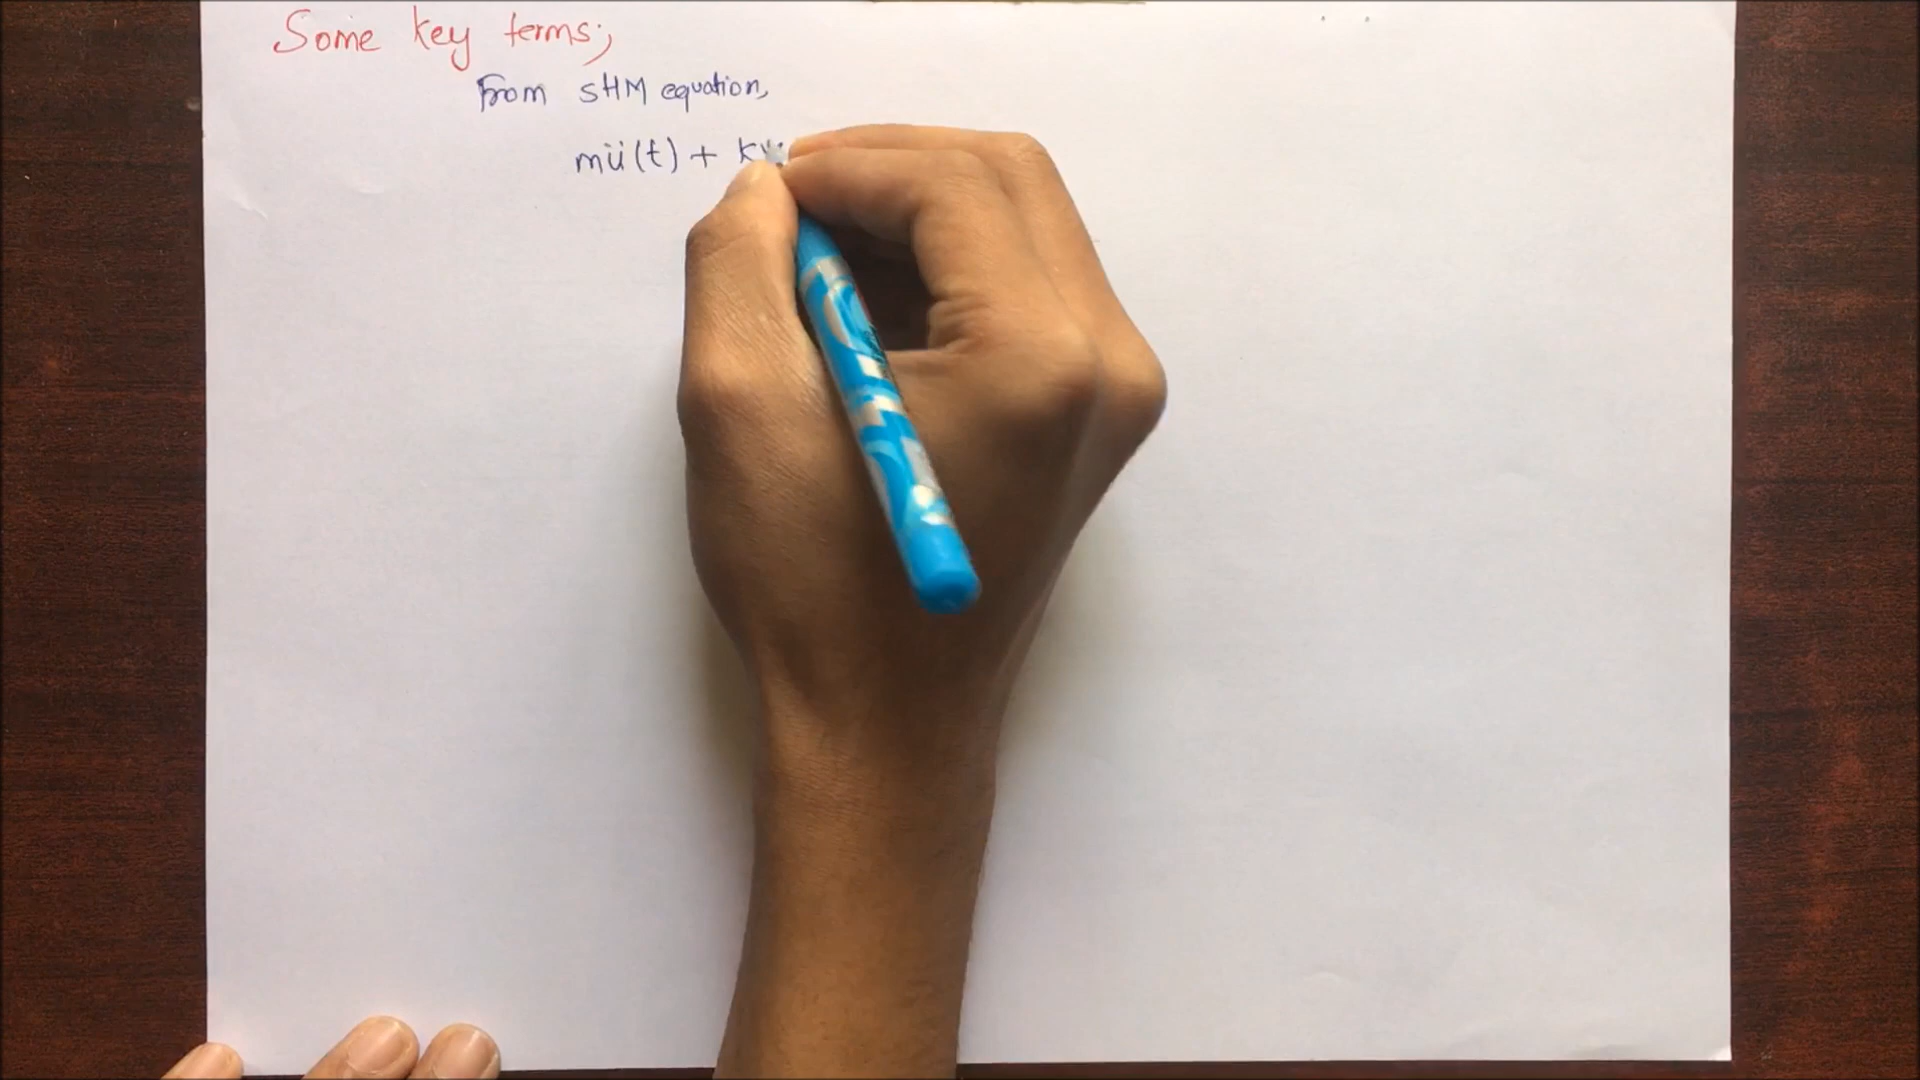 Some key terms;
From SHM equation,
mü(t) + k